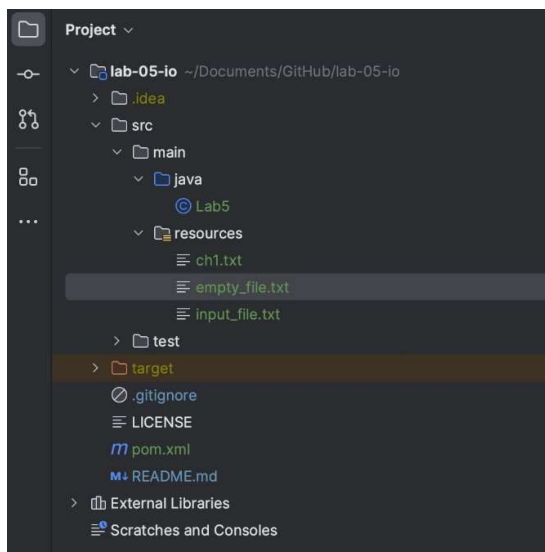 Project
lab-05-io ~/Documents/GitHub/lab-05-io
.idea
src
main
java
Lab5
resources
ch1.txt
empty_file.txt
input_file.txt
test
target
.gitignore
LICENSE
pom.xml
README.md
External Libraries
Scratches and Consoles